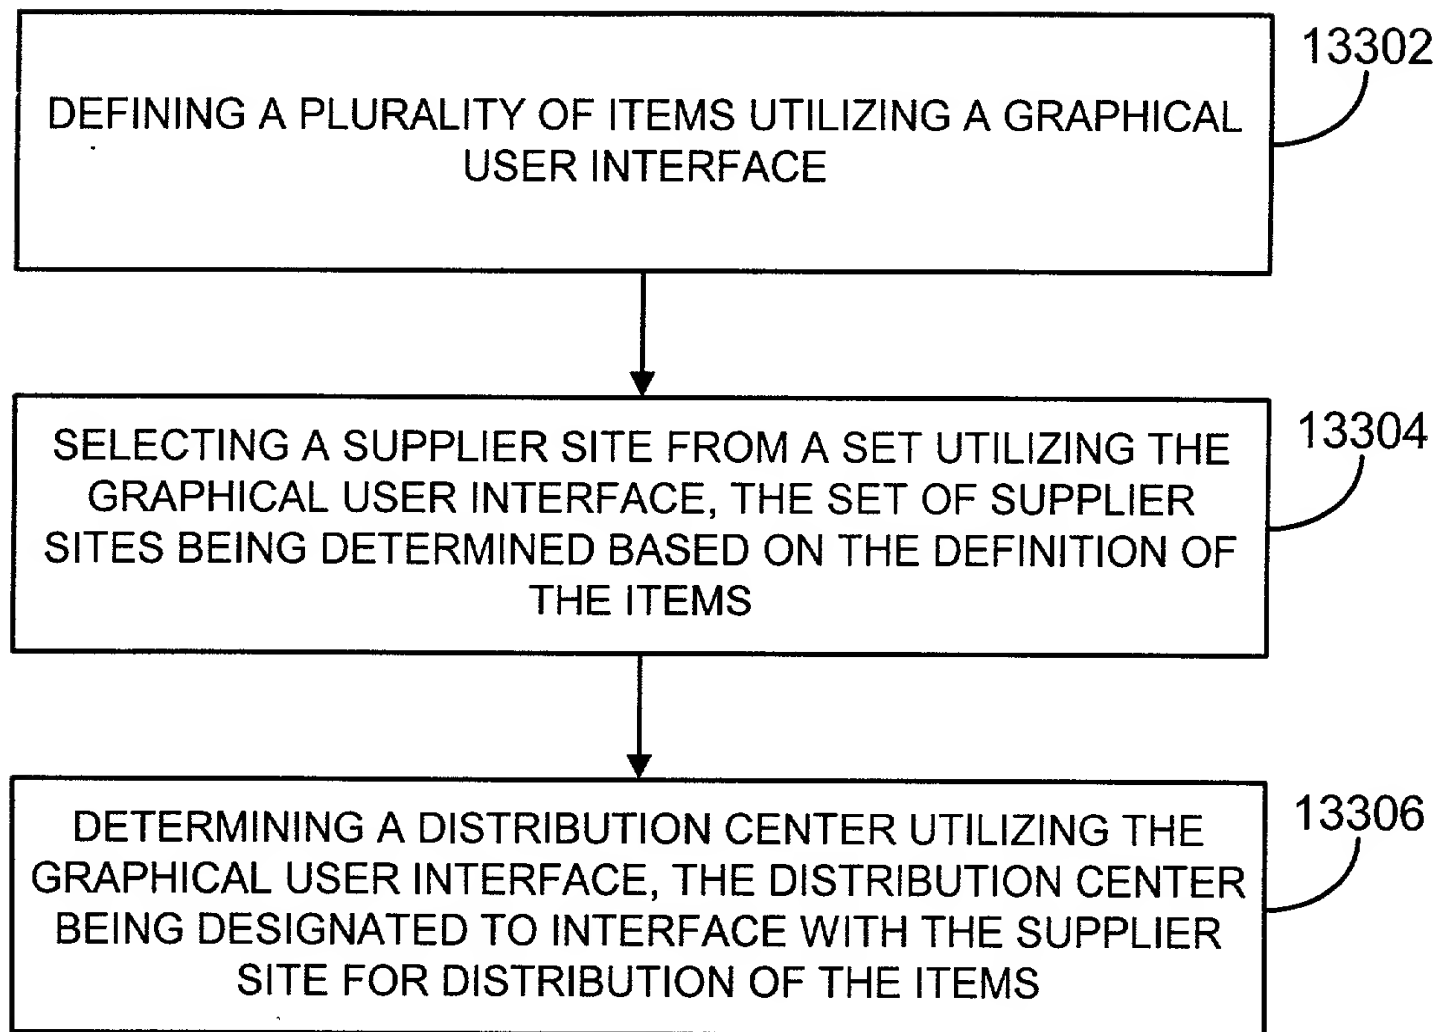 13302
DEFINING A PLURALITY OF ITEMS UTILIZING A GRAPHICAL
USER INTERFACE
13304
SELECTING A SUPPLIER SITE FROM A SET UTILIZING THE
GRAPHICAL USER INTERFACE, THE SET OF SUPPLIER
SITES BEING DETERMINED BASED ON THE DEFINITION OF
THE ITEMS
13306
DETERMINING A DISTRIBUTION CENTER UTILIZING THE
GRAPHICAL USER INTERFACE, THE DISTRIBUTION CENTER
BEING DESIGNATED TO INTERFACE WITH THE SUPPLIER
SITE FOR DISTRIBUTION OF THE ITEMS